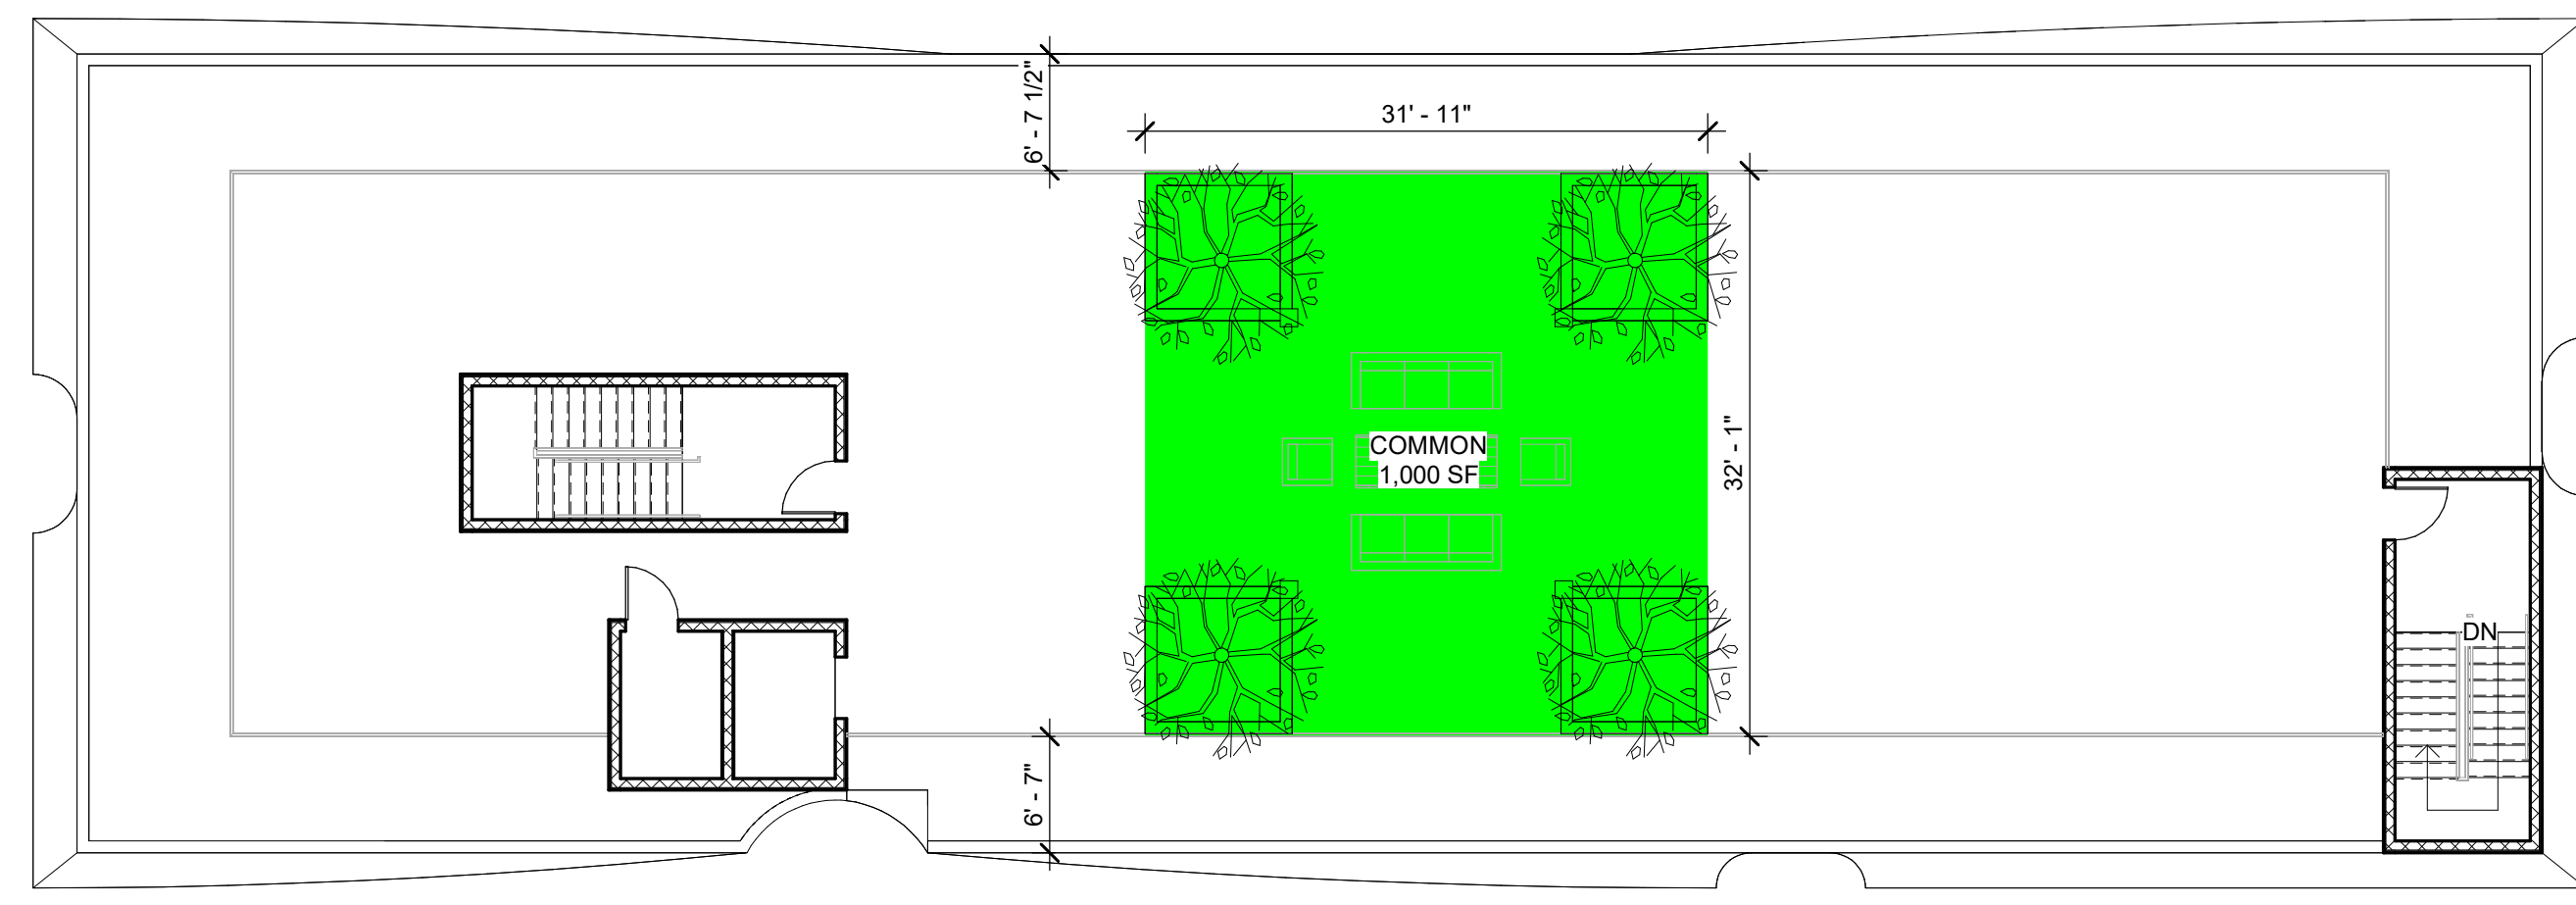 6' - 7 1/2"
31' - 11"
COMMON
1,000 SF
32' - 1"
DN
6' - 7"